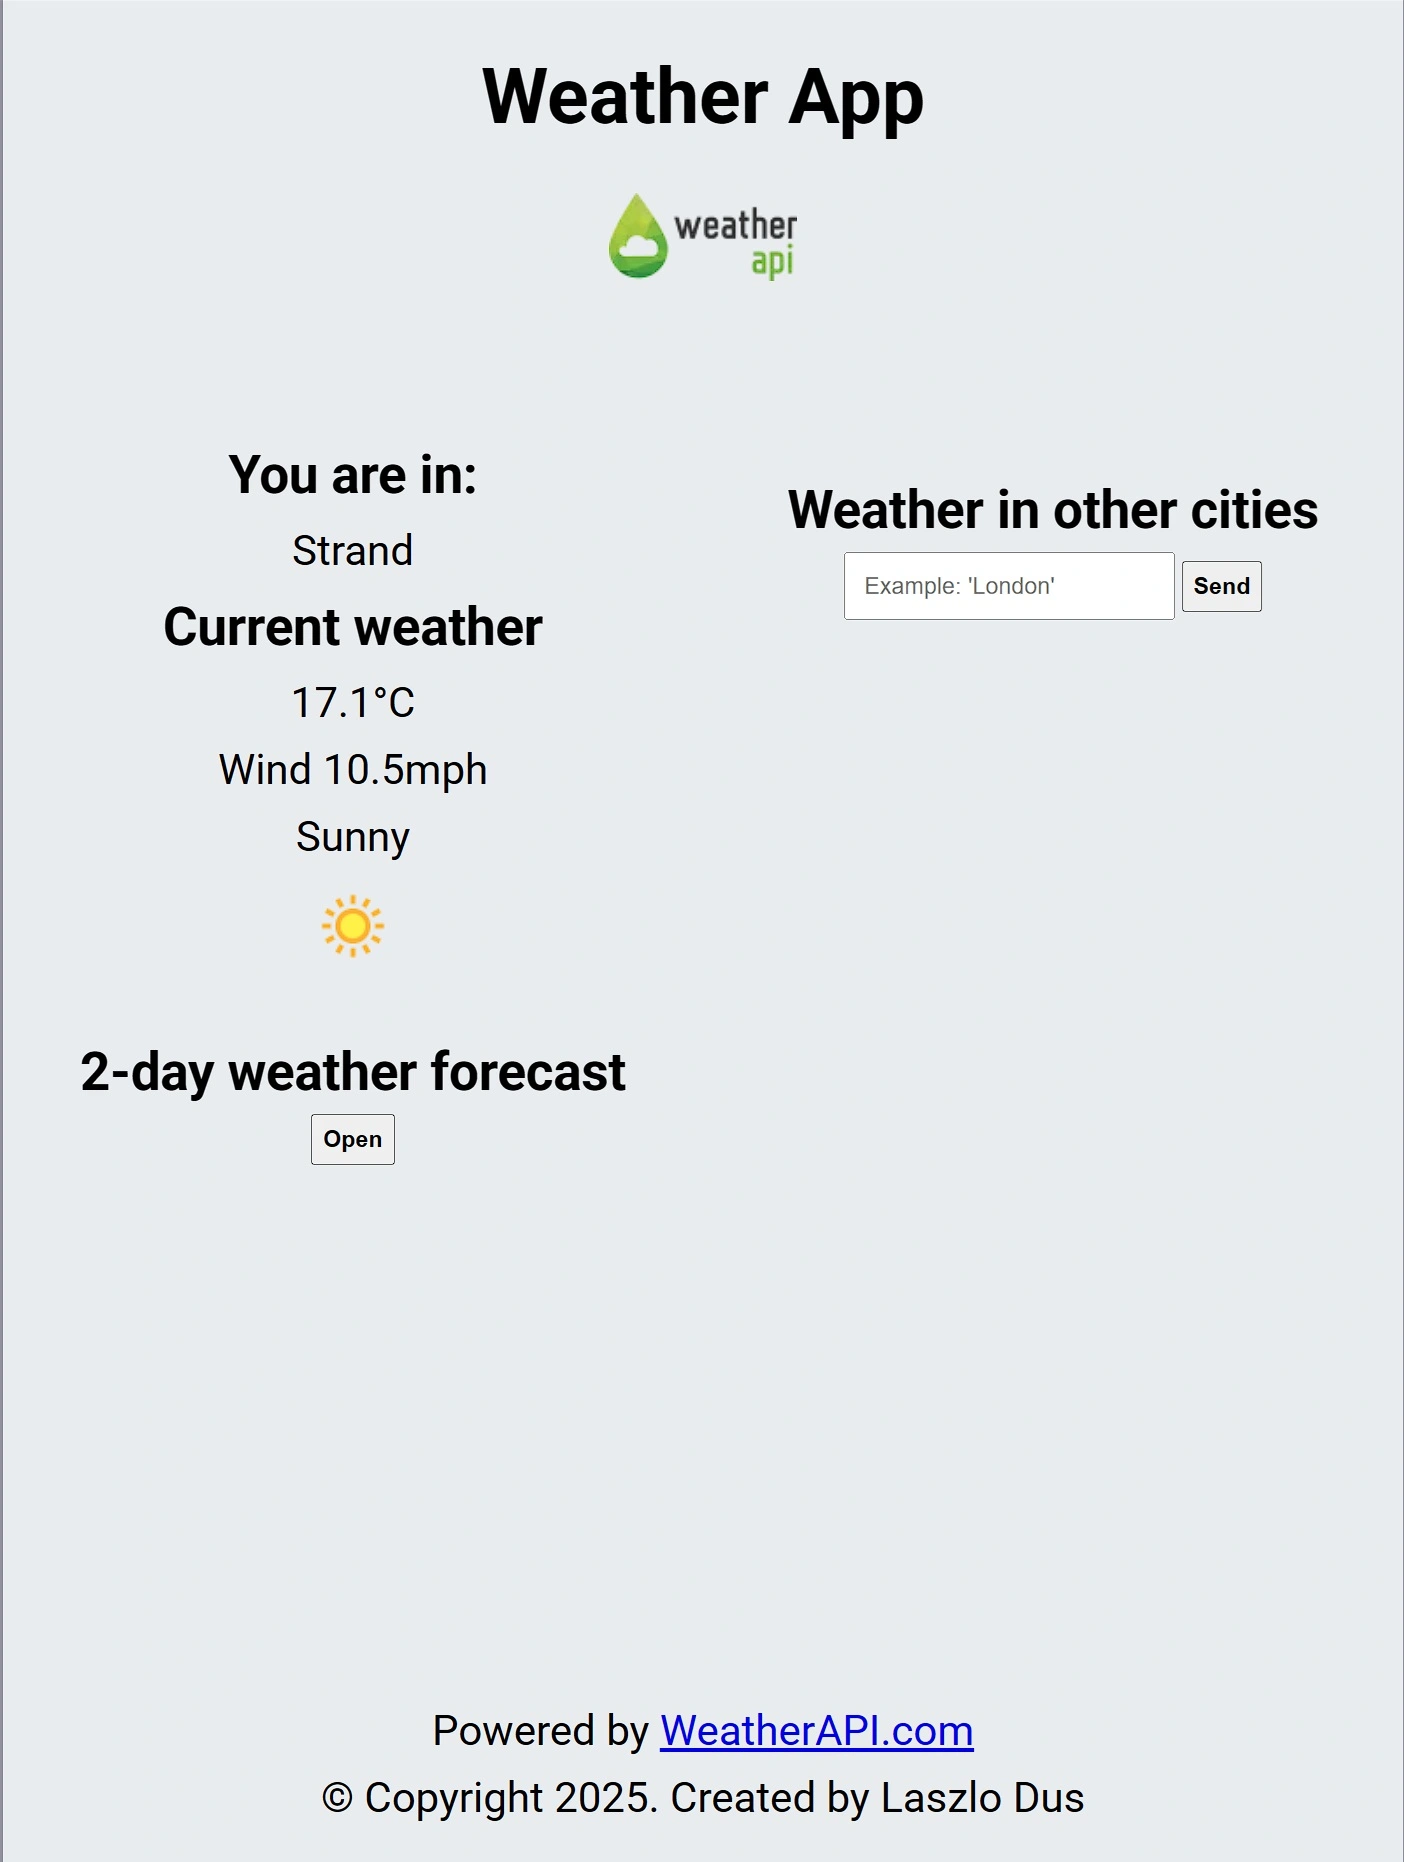 Weather App
weather
api
You are in:
Strand
Current weather
17.1°C
Wind 10.5mph
Sunny
2-day weather forecast
Open
Weather in other cities
Example: 'London'
Send
Powered by WeatherAPI.com
© Copyright 2025. Created by Laszlo Dus